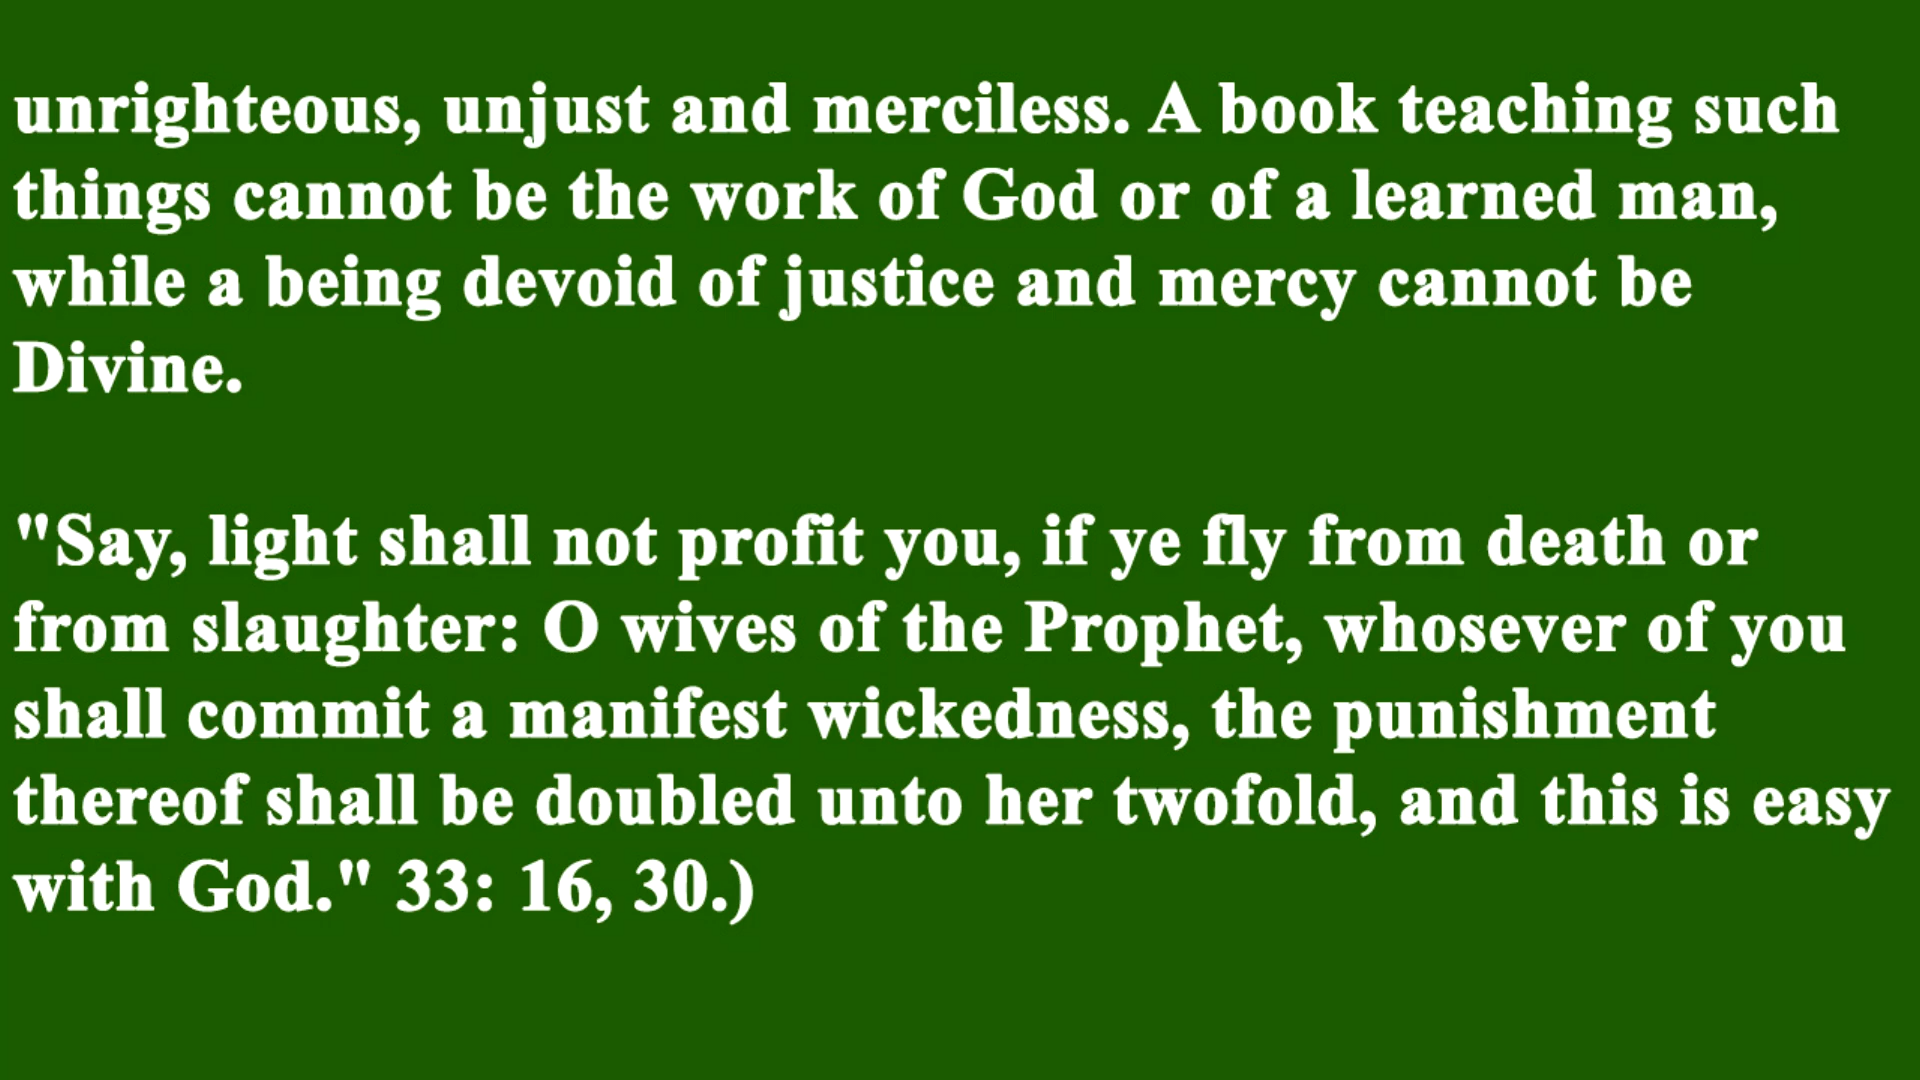 unrighteous, unjust and merciless. A book teaching such
things cannot be the work of God or of a learned man,
while a being devoid of justice and mercy cannot be
Divine.
"Say, light shall not profit you, if ye fly from death or
from slaughter: O wives of the Prophet, whosever of you
shall commit a manifest wickedness, the punishment
thereof shall be doubled unto her twofold, and this is easy
with God." 33: 16, 30.)